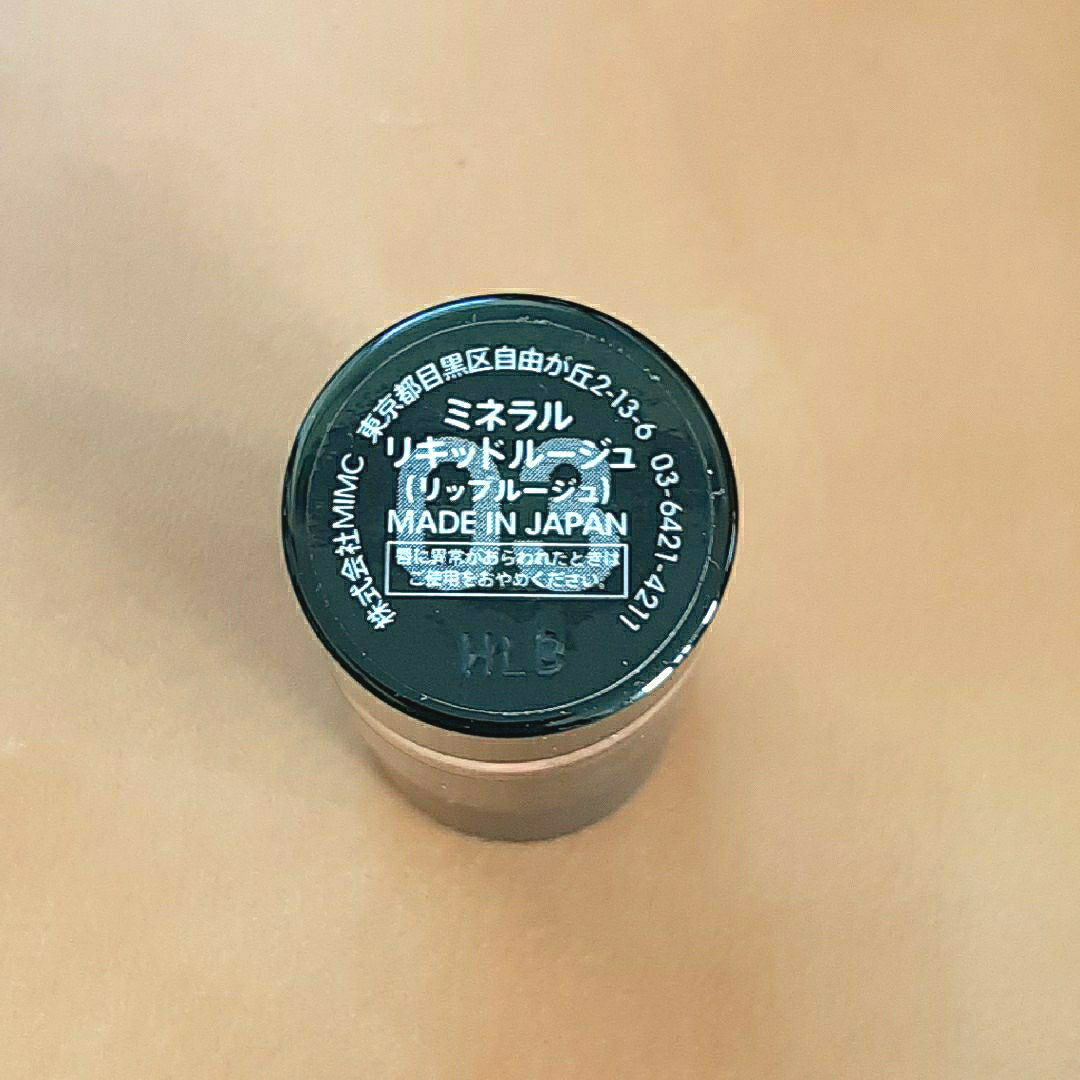 株式会社MIMC 東京都目黒区自由が丘2-13-6 03-6421-4211
ミネラル
リキッドルージュ
(リップルージュ)
MADE IN JAPAN
03
唇に異常があらわれたときは
ご使用をおやめください。
HLB